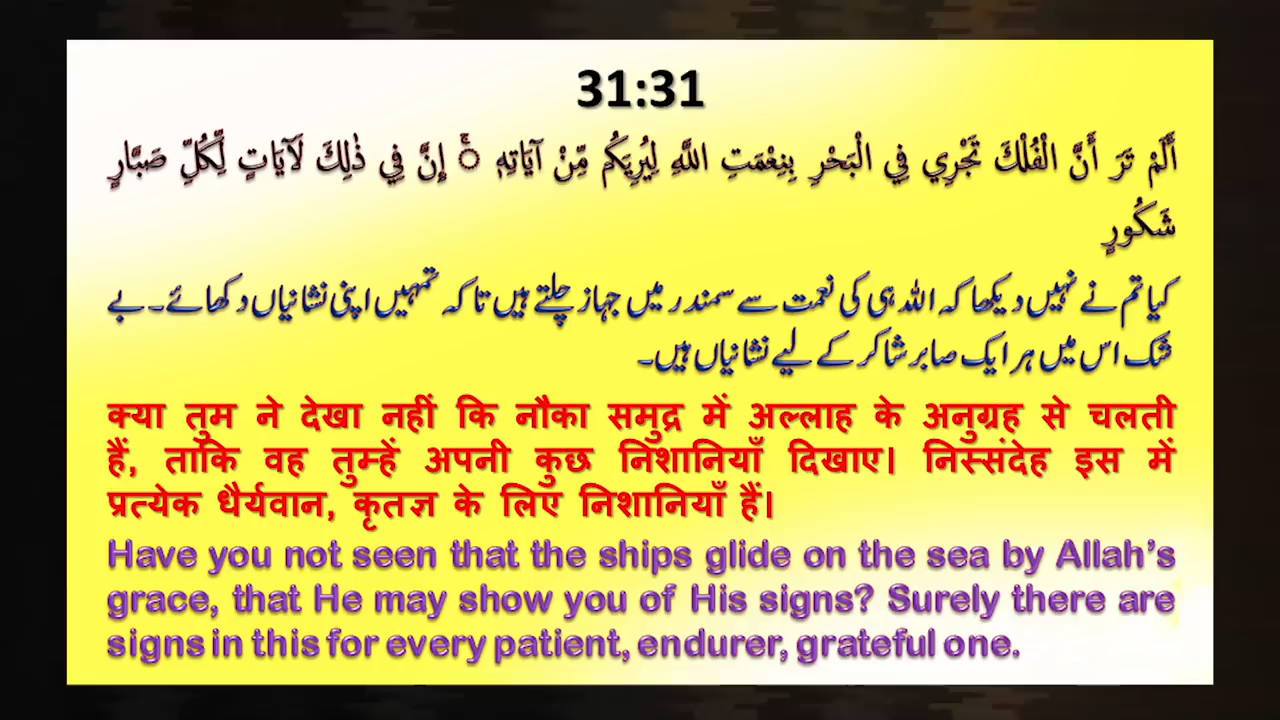 31:31
أَلَمْ تَرَ أَنَّ الْفُلْكَ تَجْرِي فِي الْبَحْرِ بِنِعْمَتِ اللَّهِ لِيُرِيَكُم مِّنْ آيَاتِهِ ۚ إِنَّ فِي ذَٰلِكَ لَآيَاتٍ لِّكُلِّ صَبَّارٍ
شَكُورٍ
کیا تم نے نہیں دیکھا کہ اللہ ہی کی نعمت سے سمندر میں جہاز چلتے ہیں تاکہ تمہیں اپنی نشانیاں دکھائے۔ بے
شک اس میں ہر ایک صابر شاکر کے لیے نشانیاں ہیں۔
क्या तुम ने देखा नहीं कि नौका समुद्र में अल्लाह के अनुग्रह से चलती
हैं, ताकि वह तुम्हें अपनी कुछ निशानियाँ दिखाए। निस्संदेह इस में
प्रत्येक धैर्यवान, कृतज्ञ के लिए निशानियाँ हैं।
Have you not seen that the ships glide on the sea by Allah’s
grace, that He may show you of His signs? Surely there are
signs in this for every patient, endurer, grateful one.